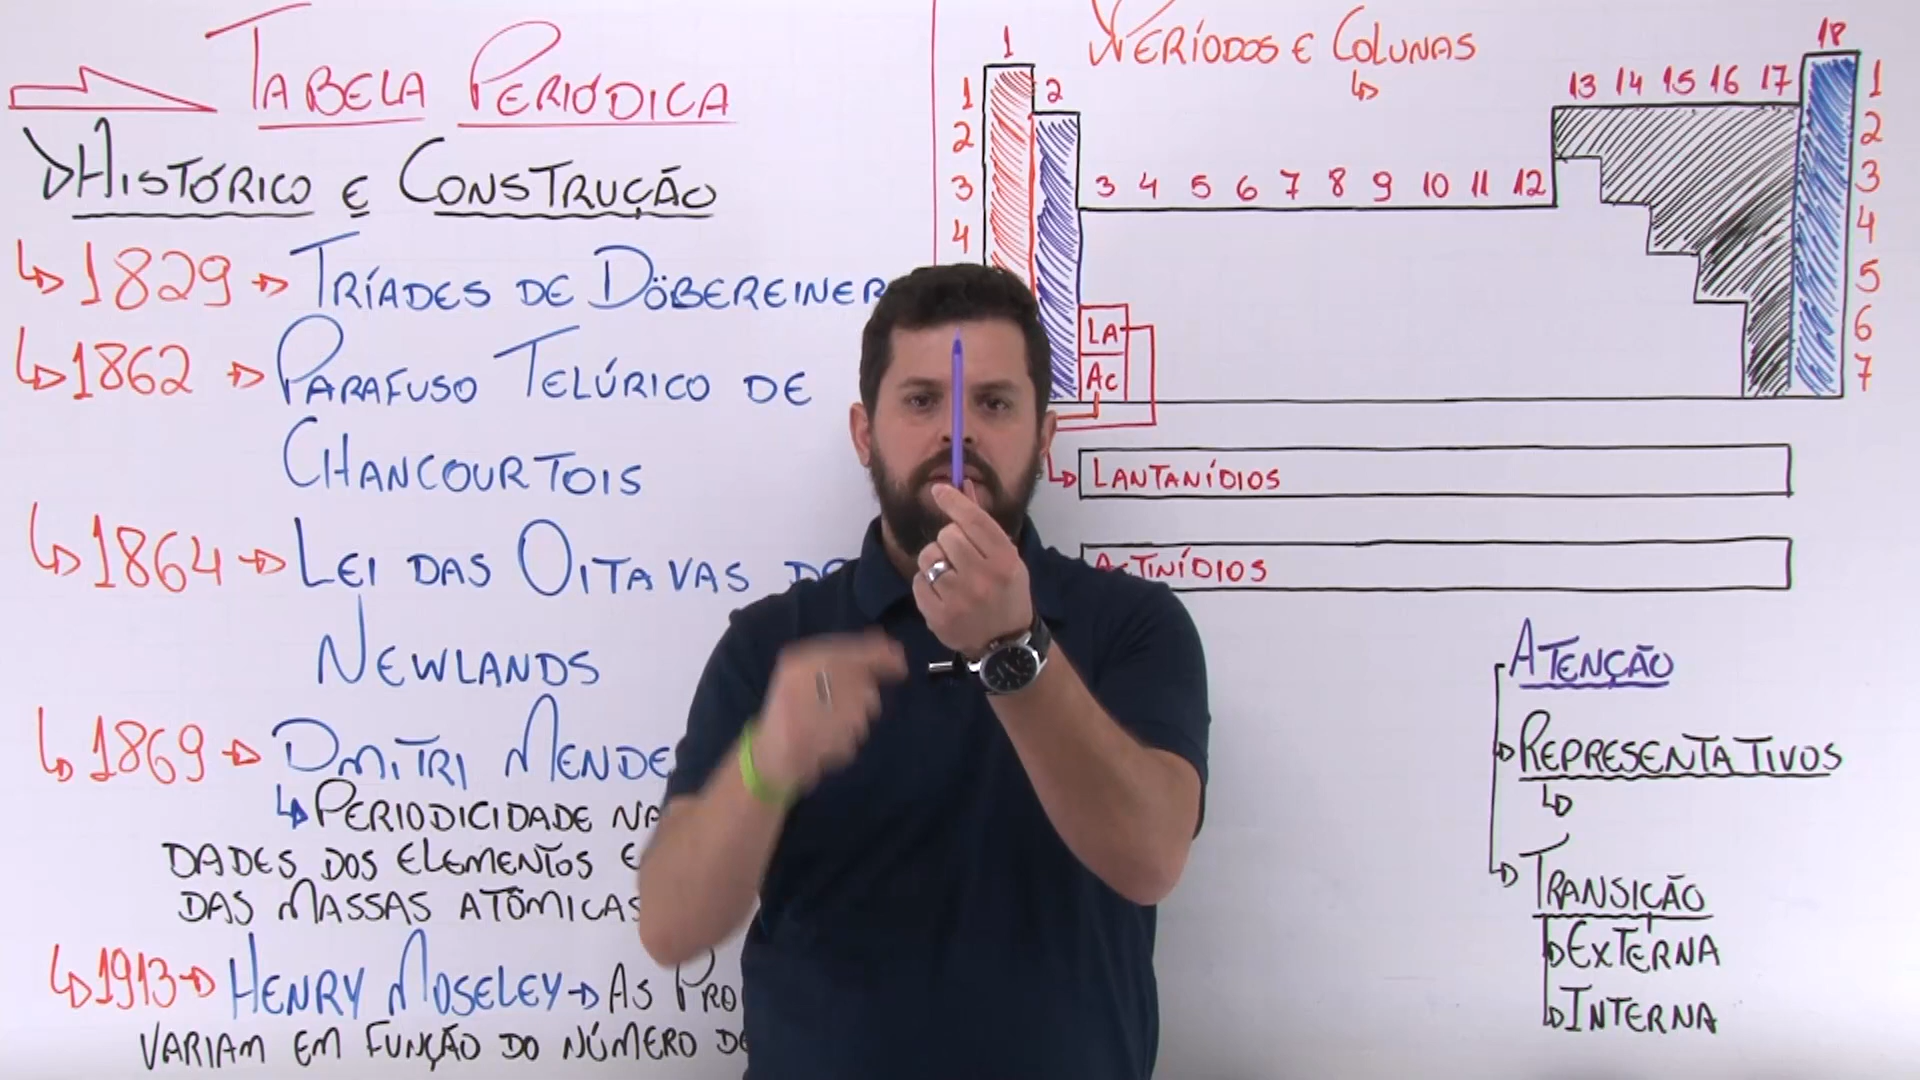 TABELA PERIÓDICA
HISTÓRICO E CONSTRUÇÃO
1829 TRÍADES DE DÖBEREINER
1862 PARAFUSO TELÚRICO DE
CHANCOURTOIS
1864 LEI DAS OITAVAS
NEWLANDS
1869 DMITRI MENDE
PERIODICIDADE NA
DADES DOS ELEMENTOS E
DAS MASSAS ATÔMICAS
1913 HENRY MOSELEY AS PRO
VARIAM EM FUNÇÃO DO NÚMERO
PERÍODOS E COLUNAS
1 18
2 13 14 15 16 17
3 4 5 6 7 8 9 10 11 12
1
2
3
4
1
2
3
4
5
6
7
LA
AC
LANTANÍDIOS
ACTINÍDIOS
ATENÇÃO
REPRESENTATIVOS
TRANSIÇÃO
EXTERNA
INTERNA